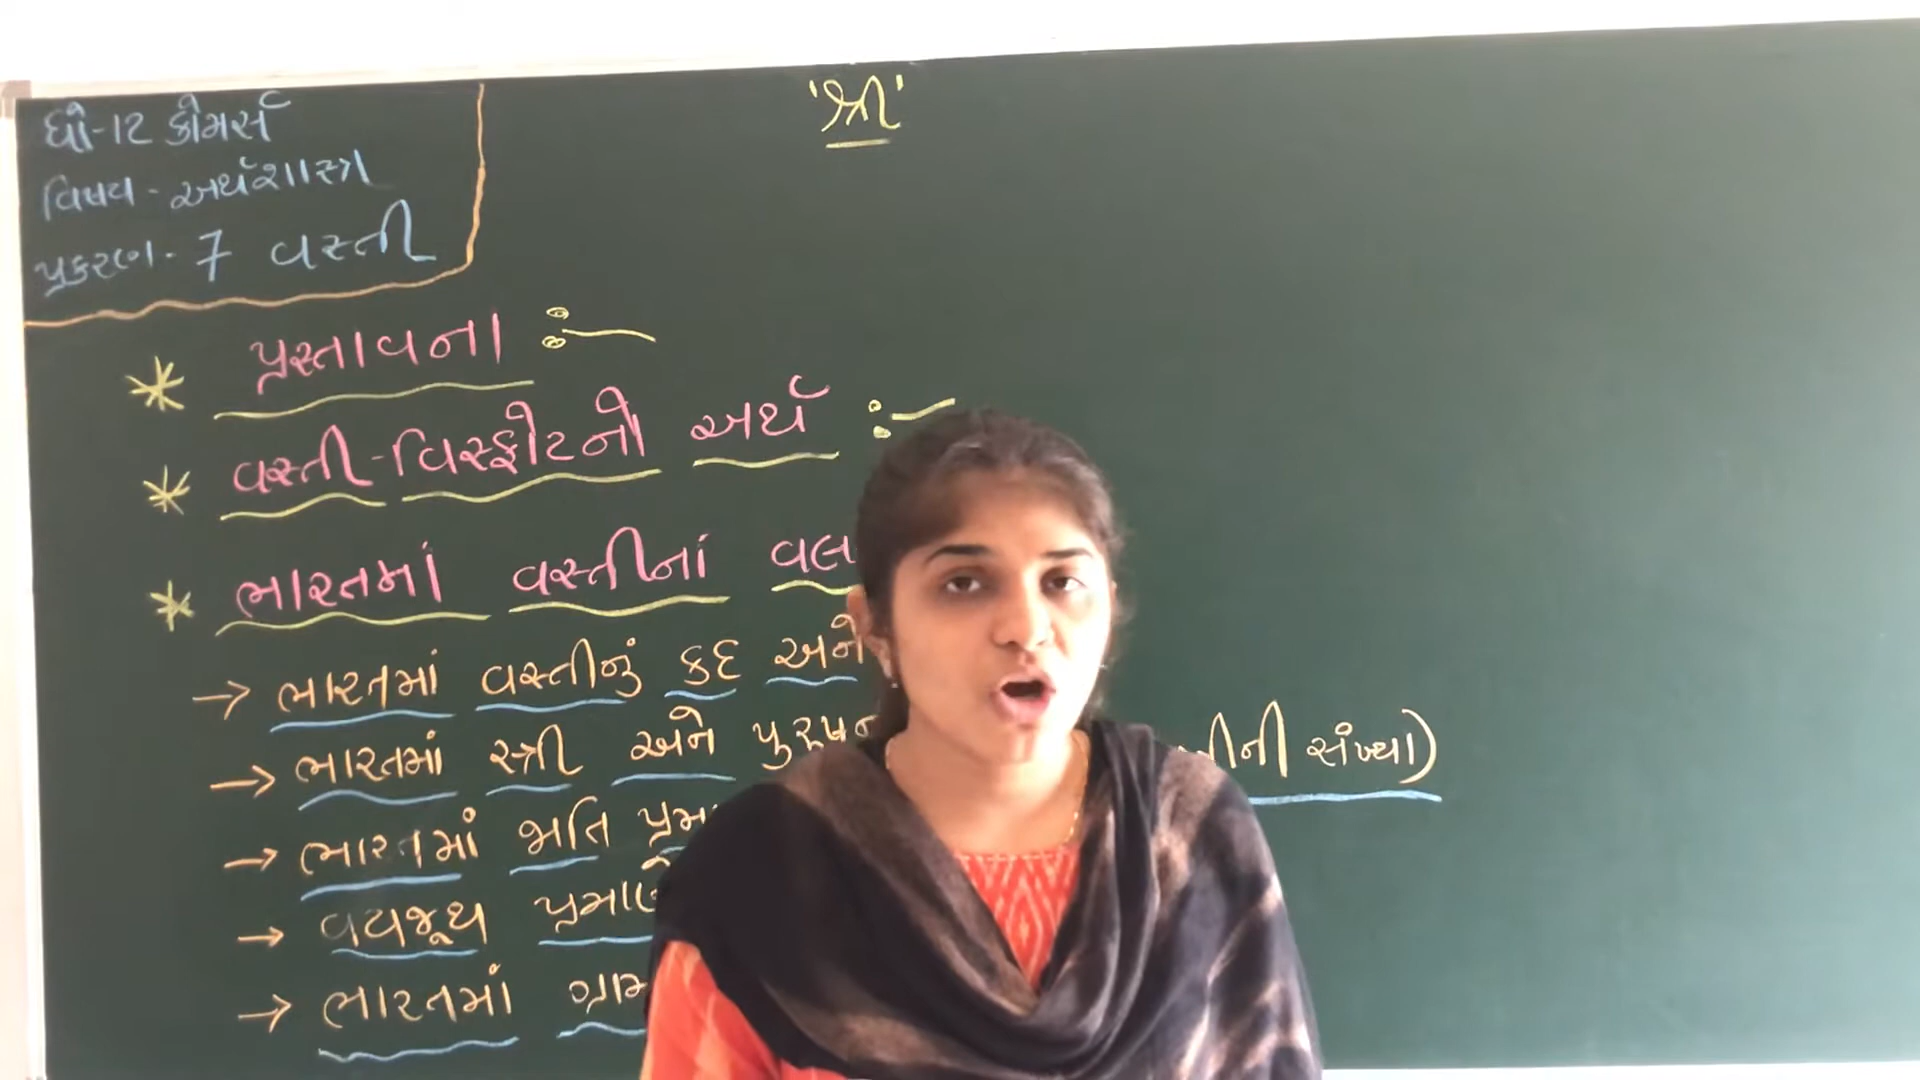 'શ્રી'
ધો-12 કોમર્સ
વિષય - અર્થશાસ્ત્ર
પ્રકરણ - 7 વસ્તી
* પ્રસ્તાવના :-
* વસ્તી-વિસ્ફોટનો અર્થ :-
* ભારતમાં વસ્તીનાં
→ ભારતમાં વસ્તીનું કદ અને
→ ભારતમાં સ્ત્રી અને સંખ્યા)
→ ભારતમાં જાતિ
→ વયજૂથ
→ ભારતમાં